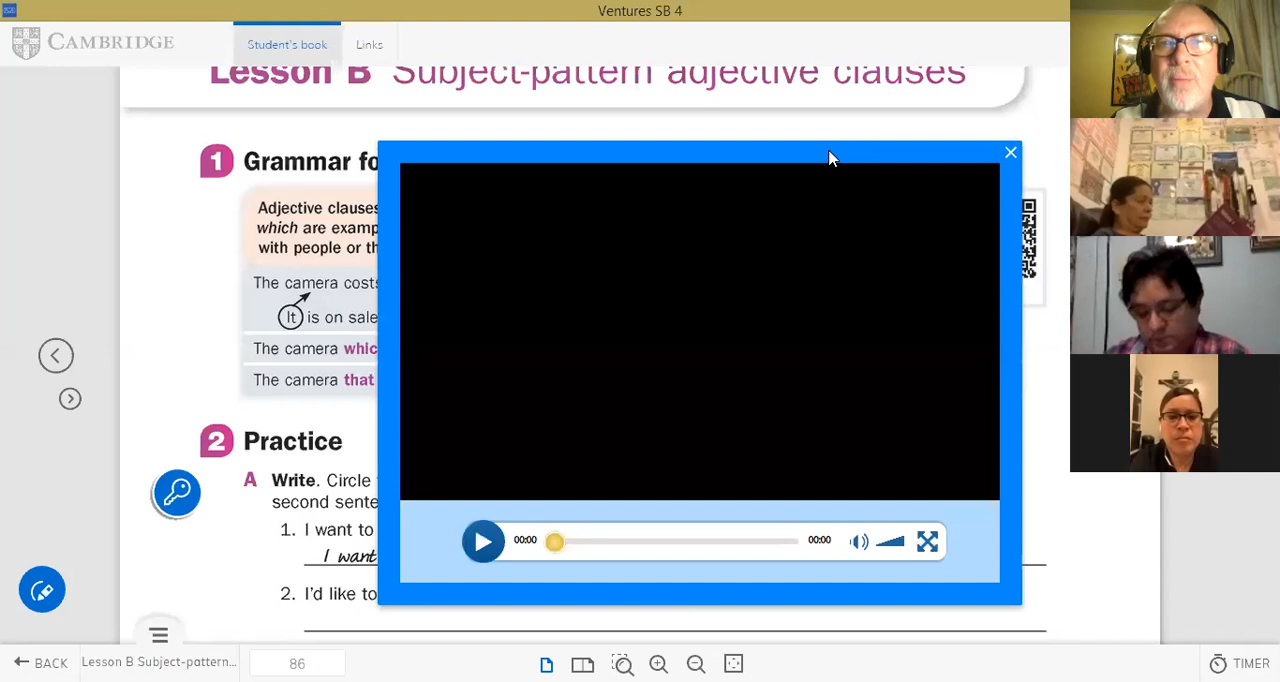 Ventures SB 4
CAMBRIDGE
Student's book
Links
Lesson B Subject-pattern adjective clauses
1 Grammar fo
Adjective clauses
which are examp
with people or th
The camera costs
It is on sale
The camera whic
The camera that
2 Practice
A Write. Circle
second sente
1. I want to
I want
2. I'd like to
00:00
00:00
BACK
Lesson B Subject-pattern...
86
TIMER